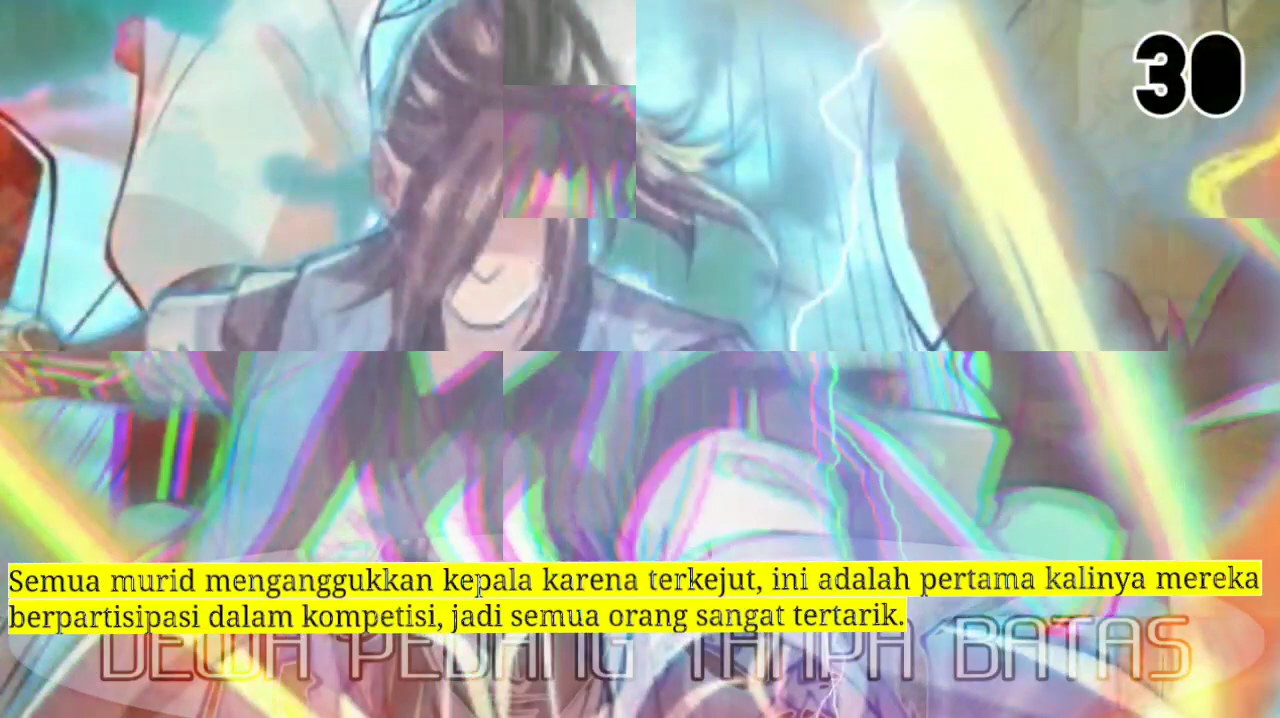 30
Semua murid menganggukkan kepala karena terkejut, ini adalah pertama kalinya mereka
berpartisipasi dalam kompetisi, jadi semua orang sangat tertarik.
DEWA PEDANG TANPA BATAS